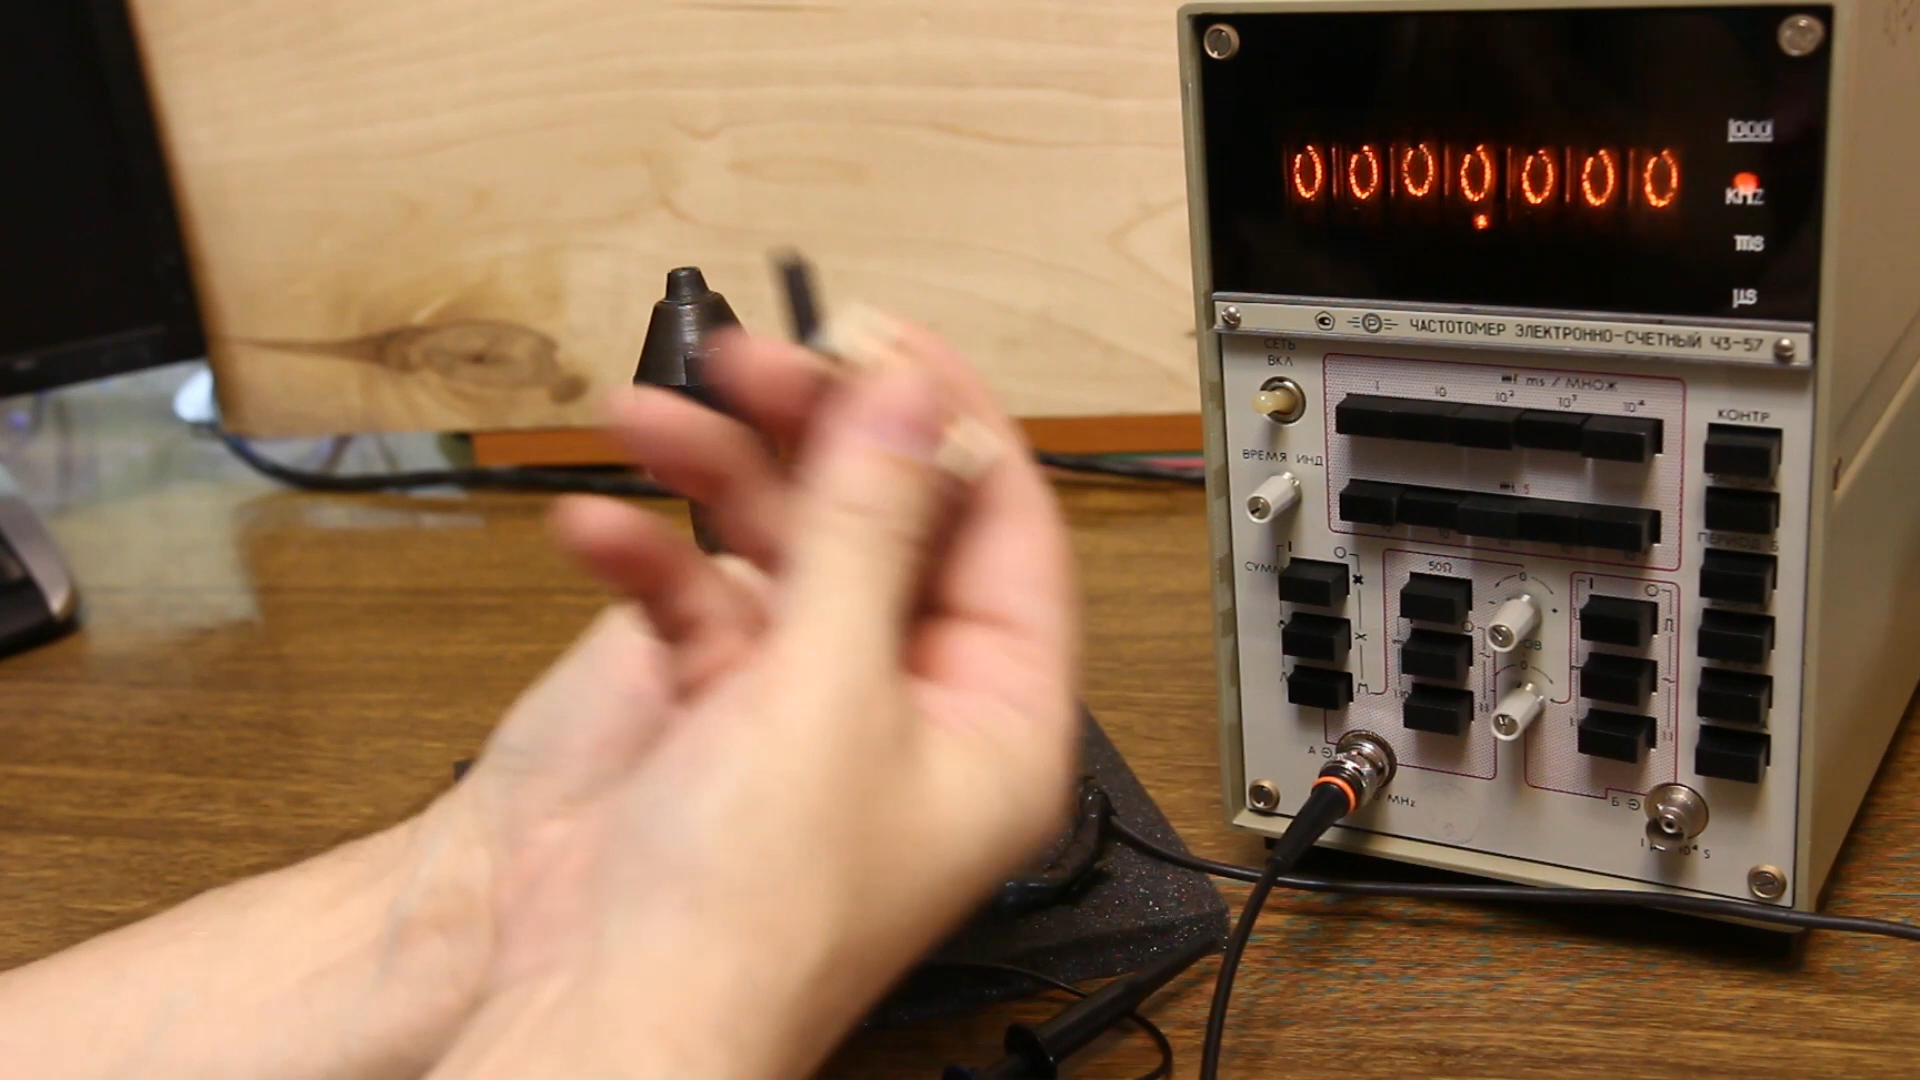 0000000
1000
KHZ
ms
µs
ЧАСТОТОМЕР ЭЛЕКТРОННО-СЧЕТНЫЙ Ч3-57
СЕТЬ
ВКЛ
ms / МНОЖ
1 10 10² 10³ 10⁴
КОНТР
ВРЕМЯ ИНД
ПЕРИОД Б
50Ω
А
MHz
Б